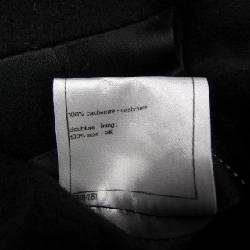 100% cachemire - cashmere
doublure lining:
100% soie - silk